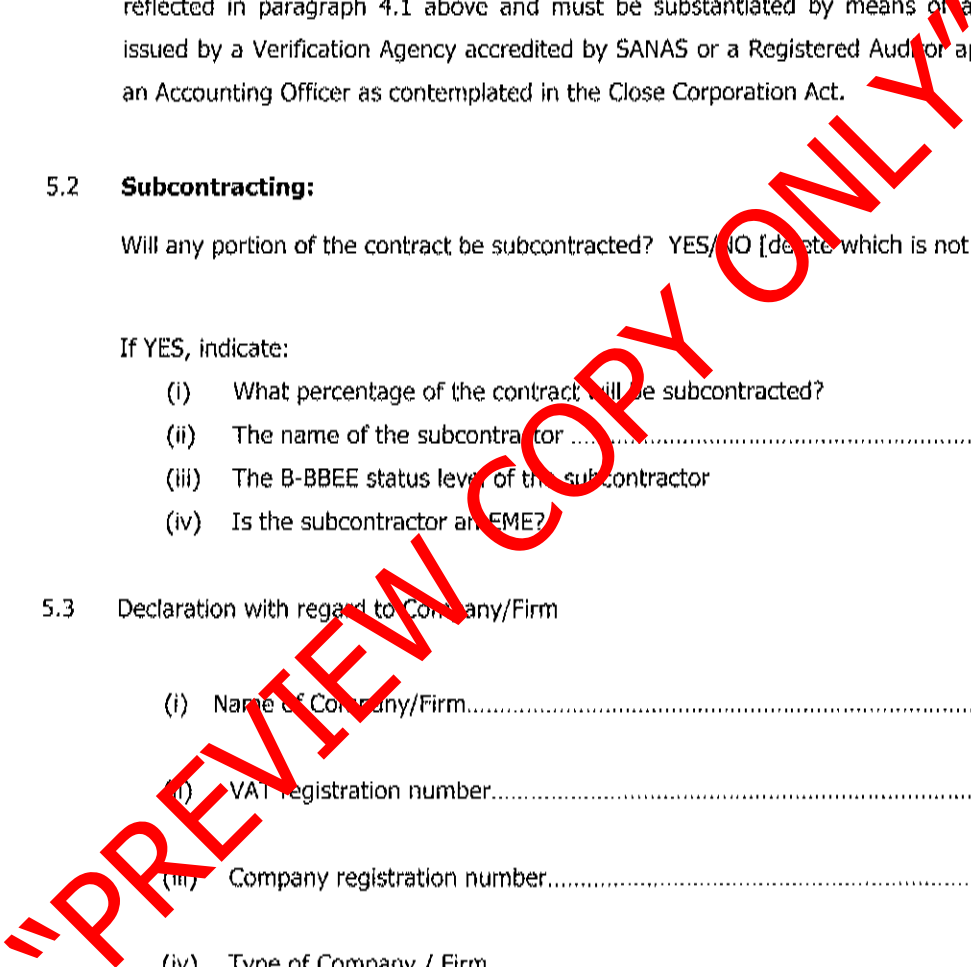 reflected in paragraph 4.1 above and must be substantiated by means of a
issued by a Verification Agency accredited by SANAS or a Registered Auditor ap
an Accounting Officer as contemplated in the Close Corporation Act.
5.2 Subcontracting:
Will any portion of the contract be subcontracted? YES/NO [delete which is not
If YES, indicate:
(i) What percentage of the contract will be subcontracted?
(ii) The name of the subcontractor ..................................................
(iii) The B-BBEE status level of the subcontractor
(iv) Is the subcontractor an EME?
5.3 Declaration with regard to Company/Firm
(i) Name of Company/Firm..................................................
(ii) VAT registration number..................................................
(iii) Company registration number..................................................
(iv) Type of Company / Firm
"PREVIEW COPY ONLY"